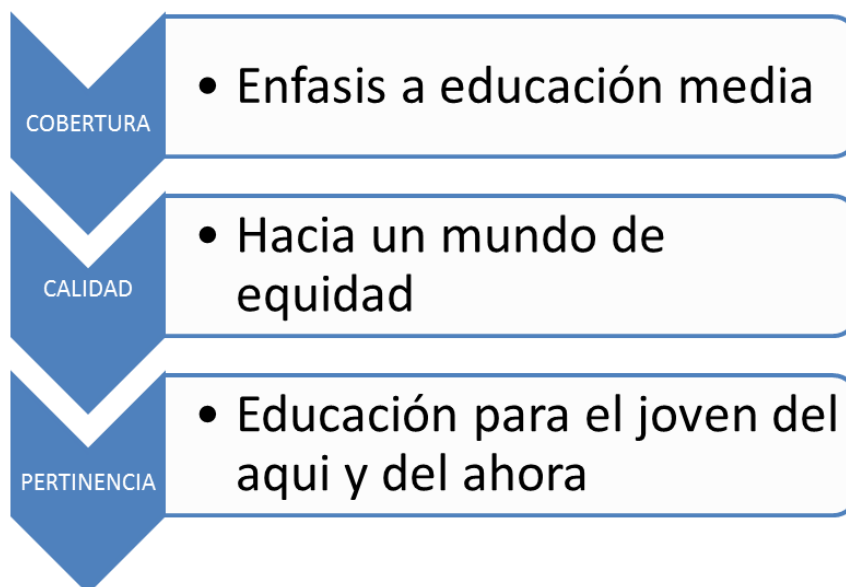 COBERTURA
• Enfasis a educación media
CALIDAD
• Hacia un mundo de
equidad
PERTINENCIA
• Educación para el joven del
aqui y del ahora